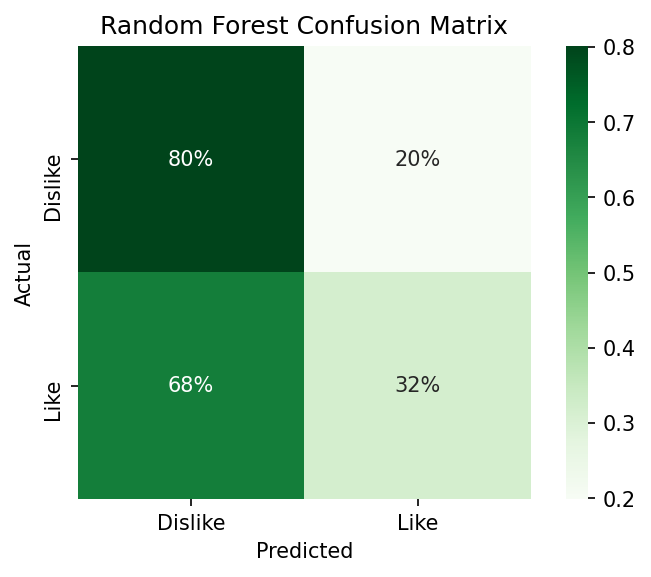 Random Forest Confusion Matrix
Actual
Dislike
80%
20%
Like
68%
32%
Dislike
Like
Predicted
0.8
0.7
0.6
0.5
0.4
0.3
0.2